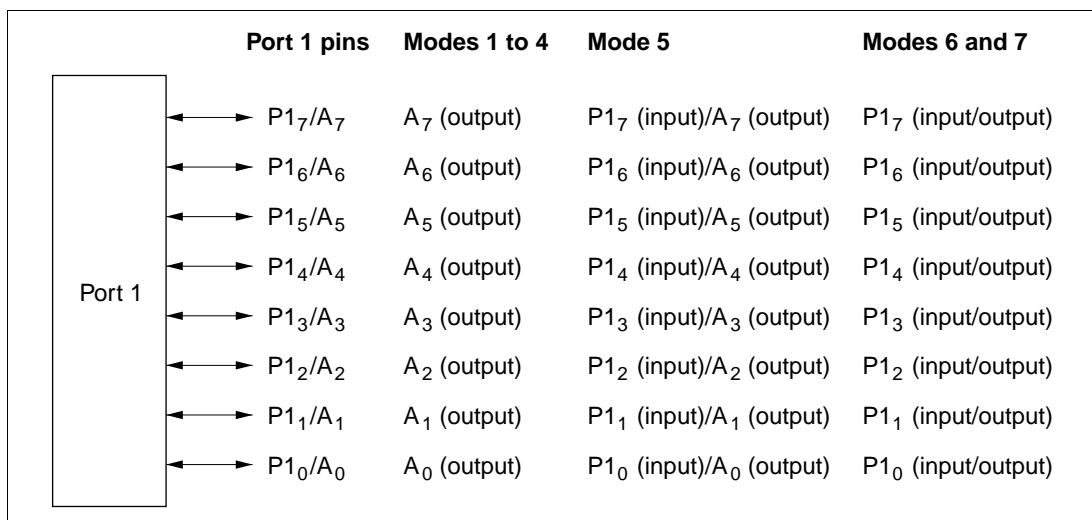 Port 1 pins Modes 1 to 4 Mode 5 Modes 6 and 7
P1₇/A₇ A₇ (output) P1₇ (input)/A₇ (output) P1₇ (input/output)
P1₆/A₆ A₆ (output) P1₆ (input)/A₆ (output) P1₆ (input/output)
P1₅/A₅ A₅ (output) P1₅ (input)/A₅ (output) P1₅ (input/output)
P1₄/A₄ A₄ (output) P1₄ (input)/A₄ (output) P1₄ (input/output)
Port 1
P1₃/A₃ A₃ (output) P1₃ (input)/A₃ (output) P1₃ (input/output)
P1₂/A₂ A₂ (output) P1₂ (input)/A₂ (output) P1₂ (input/output)
P1₁/A₁ A₁ (output) P1₁ (input)/A₁ (output) P1₁ (input/output)
P1₀/A₀ A₀ (output) P1₀ (input)/A₀ (output) P1₀ (input/output)